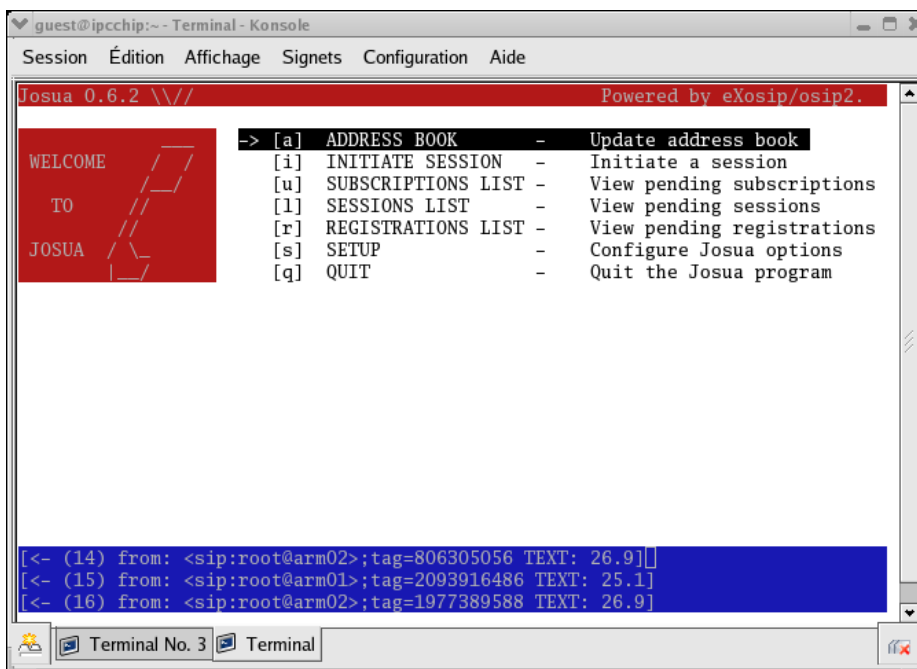 guest@ipcchip:~ - Terminal - Konsole
Session Édition Affichage Signets Configuration Aide
Josua 0.6.2 \\// Powered by eXosip/osip2.
-> [a] ADDRESS BOOK - Update address book
WELCOME [i] INITIATE SESSION - Initiate a session
[u] SUBSCRIPTIONS LIST - View pending subscriptions
TO [l] SESSIONS LIST - View pending sessions
[r] REGISTRATIONS LIST - View pending registrations
JOSUA [s] SETUP - Configure Josua options
[q] QUIT - Quit the Josua program
[<- (14) from: <sip:root@arm02>;tag=806305056 TEXT: 26.9]
[<- (15) from: <sip:root@arm01>;tag=2093916486 TEXT: 25.1]
[<- (16) from: <sip:root@arm02>;tag=1977389588 TEXT: 26.9]
Terminal No. 3 Terminal